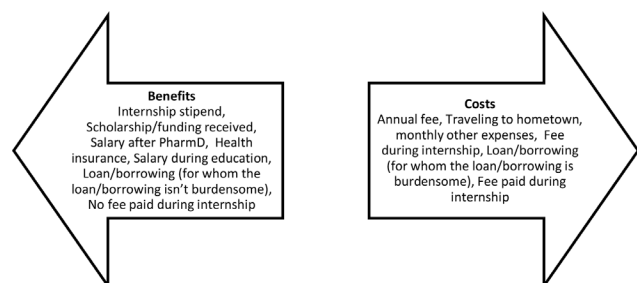 Benefits
Internship stipend,
Scholarship/funding received,
Salary after PharmD, Health
insurance, Salary during education,
Loan/borrowing (for whom the
loan/borrowing isn't burdensome),
No fee paid during internship
Costs
Annual fee, Traveling to hometown,
monthly other expenses, Fee
during internship, Loan/borrowing
(for whom the loan/borrowing is
burdensome), Fee paid during
internship